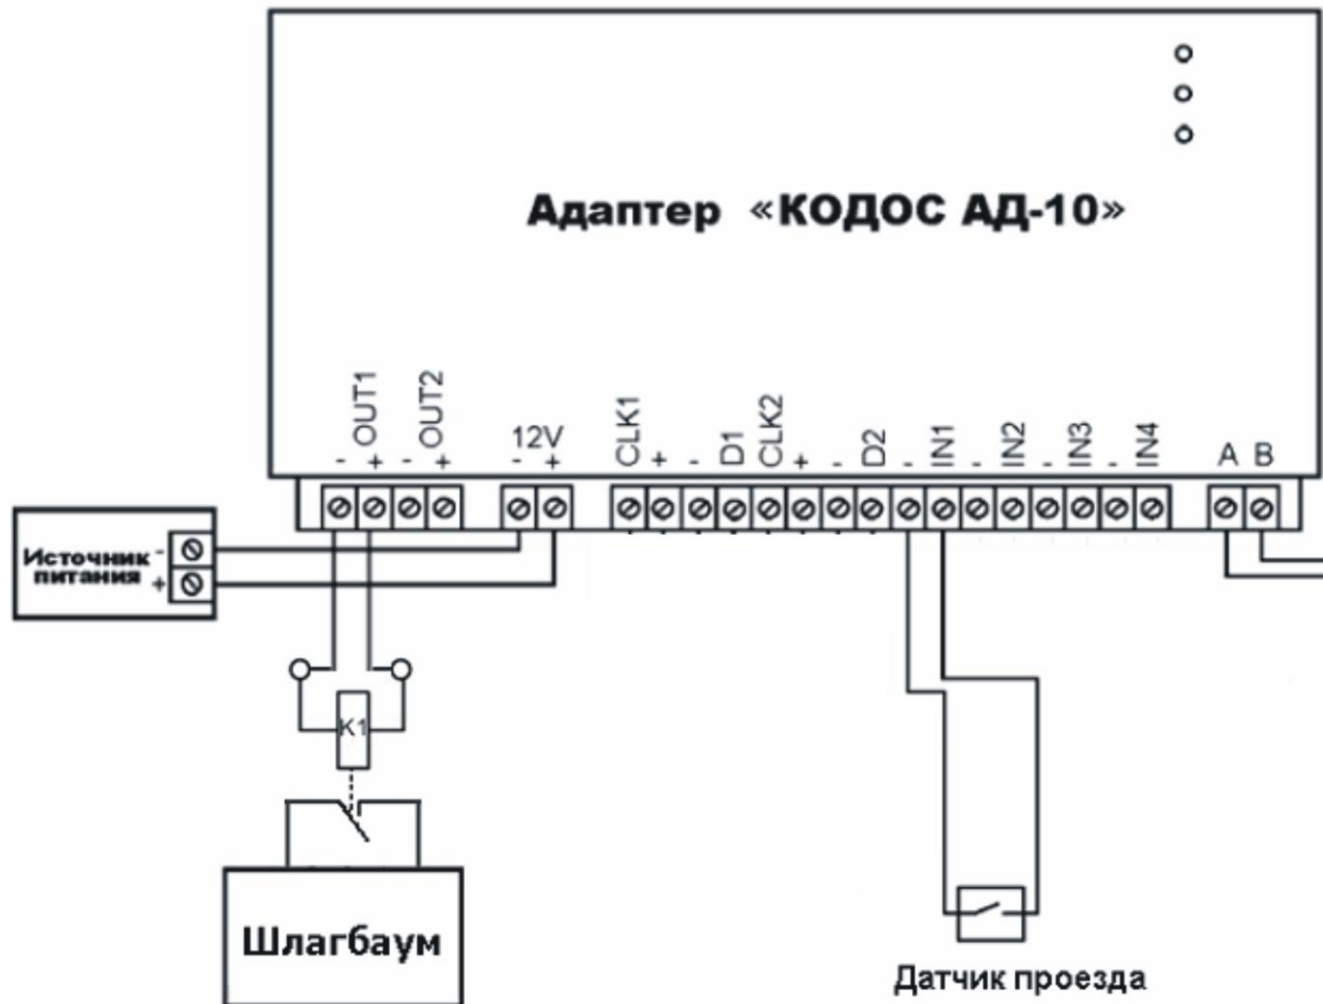 Адаптер «КОДОС АД-10»
OUT1
OUT2
12V
CLK1
D1
CLK2
D2
IN1
IN2
IN3
IN4
A B
- + - + - + + - + - - - - -
Источник -
питания +
K1
Шлагбаум
Датчик проезда